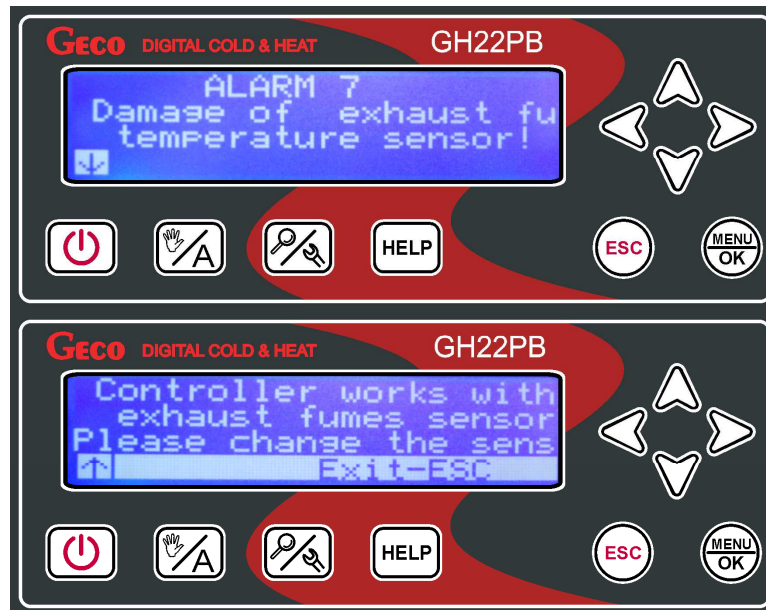 GECO DIGITAL COLD & HEAT GH22PB
ALARM 7
Damage of exhaust fu
temperature sensor!
A
HELP
ESC
MENU
OK
GECO DIGITAL COLD & HEAT GH22PB
Controller works with
exhaust fumes sensor
Please change the sens
Exit-ESC
A
HELP
ESC
MENU
OK